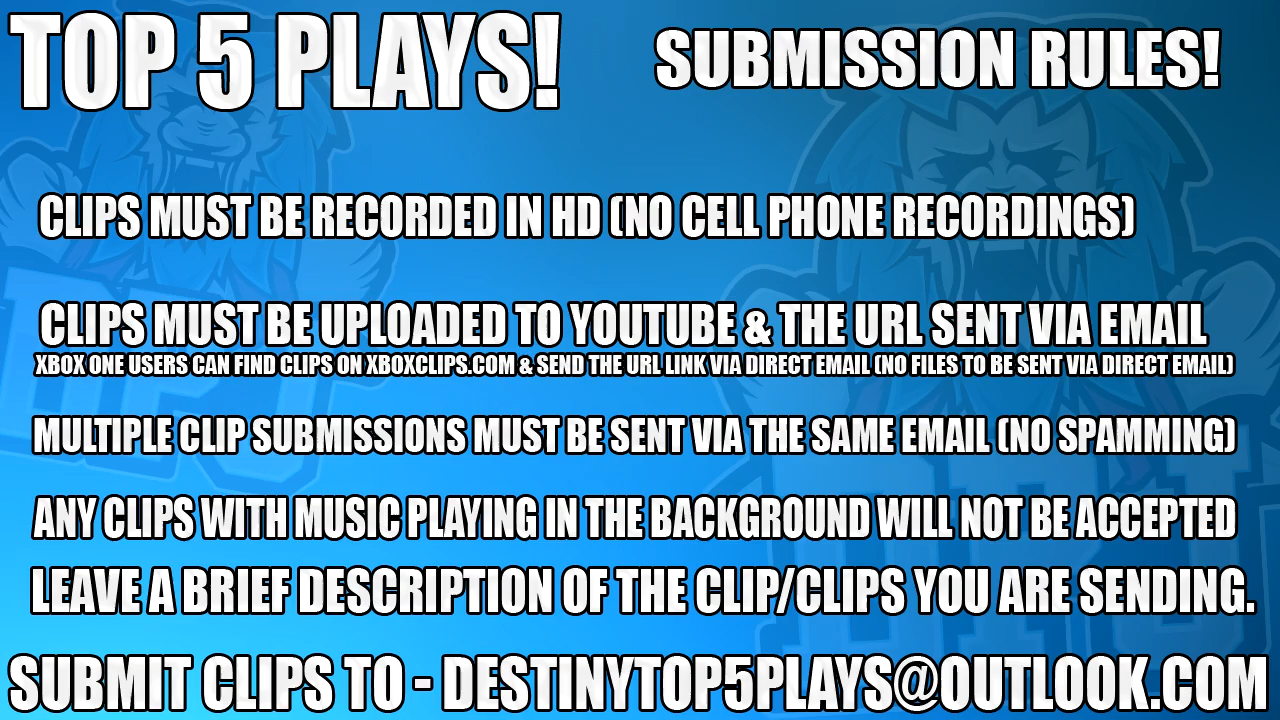 TOP 5 PLAYS!
SUBMISSION RULES!
CLIPS MUST BE RECORDED IN HD (NO CELL PHONE RECORDINGS)
CLIPS MUST BE UPLOADED TO YOUTUBE & THE URL SENT VIA EMAIL
XBOX ONE USERS CAN FIND CLIPS ON XBOXCLIPS.COM & SEND THE URL LINK VIA DIRECT EMAIL (NO FILES TO BE SENT VIA DIRECT EMAIL)
MULTIPLE CLIP SUBMISSIONS MUST BE SENT VIA THE SAME EMAIL (NO SPAMMING)
ANY CLIPS WITH MUSIC PLAYING IN THE BACKGROUND WILL NOT BE ACCEPTED
LEAVE A BRIEF DESCRIPTION OF THE CLIP/CLIPS YOU ARE SENDING.
SUBMIT CLIPS TO - DESTINYTOP5PLAYS@OUTLOOK.COM